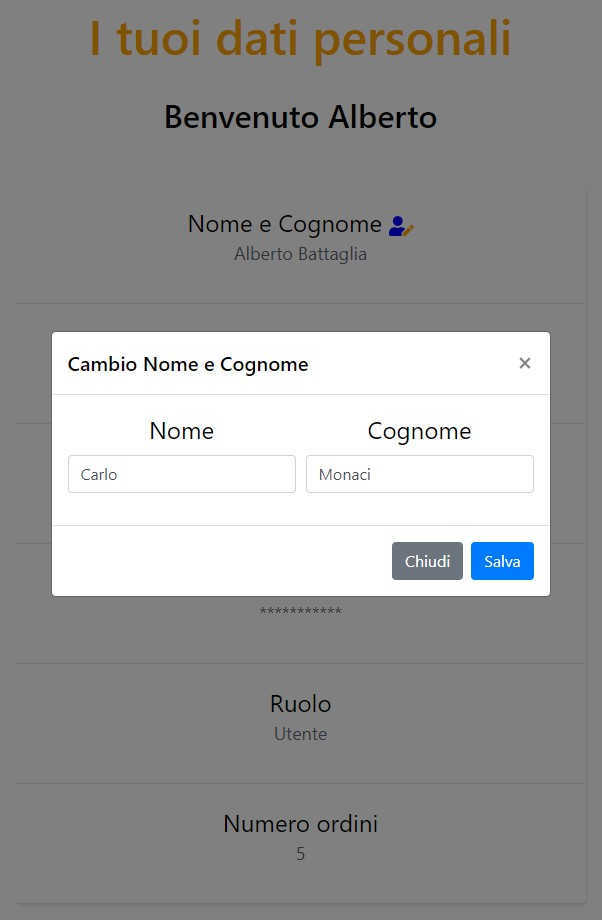 I tuoi dati personali
Benvenuto Alberto
Nome e Cognome
Alberto Battaglia
Cambio Nome e Cognome ×
Nome Cognome
Carlo Monaci
Chiudi Salva
***********
Ruolo
Utente
Numero ordini
5